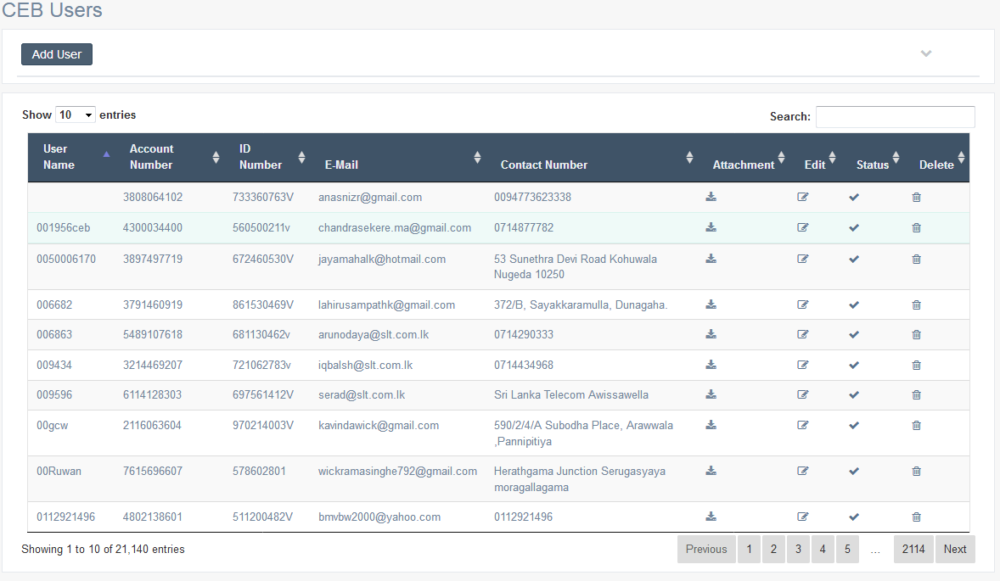 CEB Users
Add User
Show 10 entries
Search:
User Name Account Number ID Number E-Mail Contact Number Attachment Edit Status Delete
3808064102 733360763V anasnizr@gmail.com 0094773623338
001956ceb 4300034400 560500211v chandrasekere.ma@gmail.com 0714877782
0050006170 3897497719 672460530V jayamahalk@hotmail.com 53 Sunethra Devi Road Kohuwala
Nugeda 10250
006682 3791460919 861530469V lahirusampathk@gmail.com 372/B, Sayakkaramulla, Dunagaha.
006863 5489107618 681130462v arunodaya@slt.com.lk 0714290333
009434 3214469207 721062783v iqbalsh@slt.com.lk 0714434968
009596 6114128303 697561412V serad@slt.com.lk Sri Lanka Telecom Awissawella
00gcw 2116063604 970214003V kavindawick@gmail.com 590/2/4/A Subodha Place, Arawwala
,Pannipitiya
00Ruwan 7615696607 578602801 wickramasinghe792@gmail.com Herathgama Junction Serugasyaya
moragallagama
0112921496 4802138601 511200482V bmvbw2000@yahoo.com 0112921496
Showing 1 to 10 of 21,140 entries
Previous 1 2 3 4 5 … 2114 Next